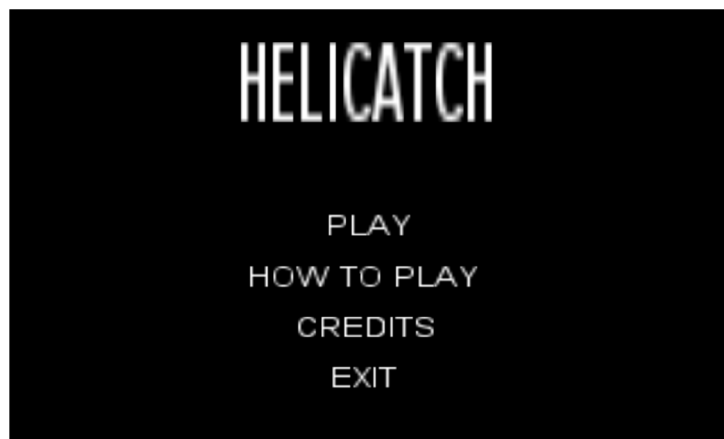 HELICATCH
PLAY
HOW TO PLAY
CREDITS
EXIT